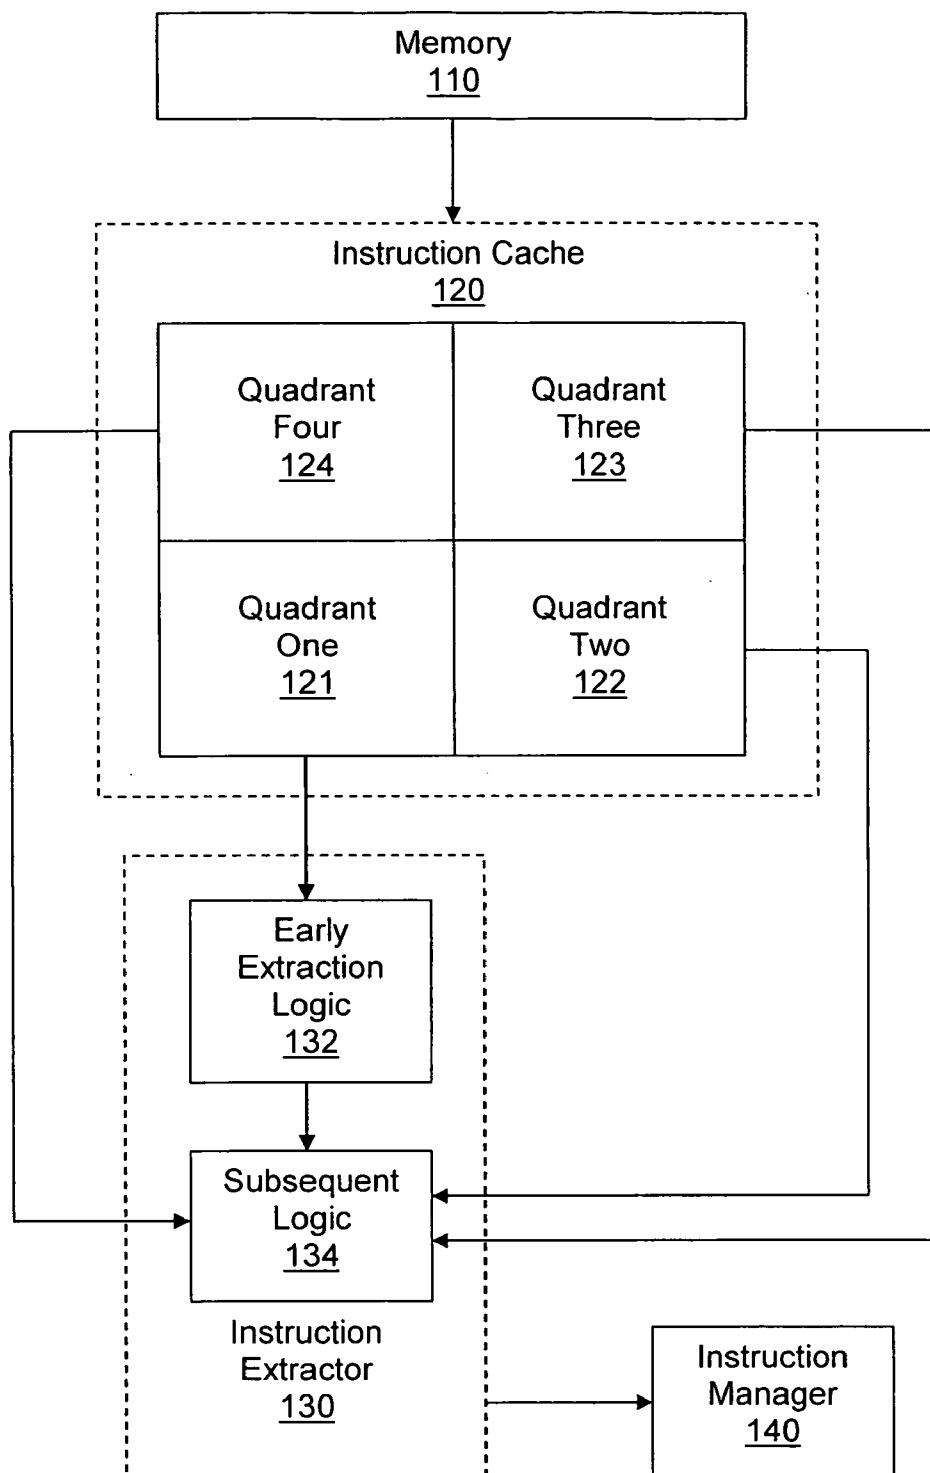 Memory
110
Instruction Cache
120
Quadrant
Four
124
Quadrant
Three
123
Quadrant
One
121
Quadrant
Two
122
Early
Extraction
Logic
132
Subsequent
Logic
134
Instruction
Extractor
130
Instruction
Manager
140